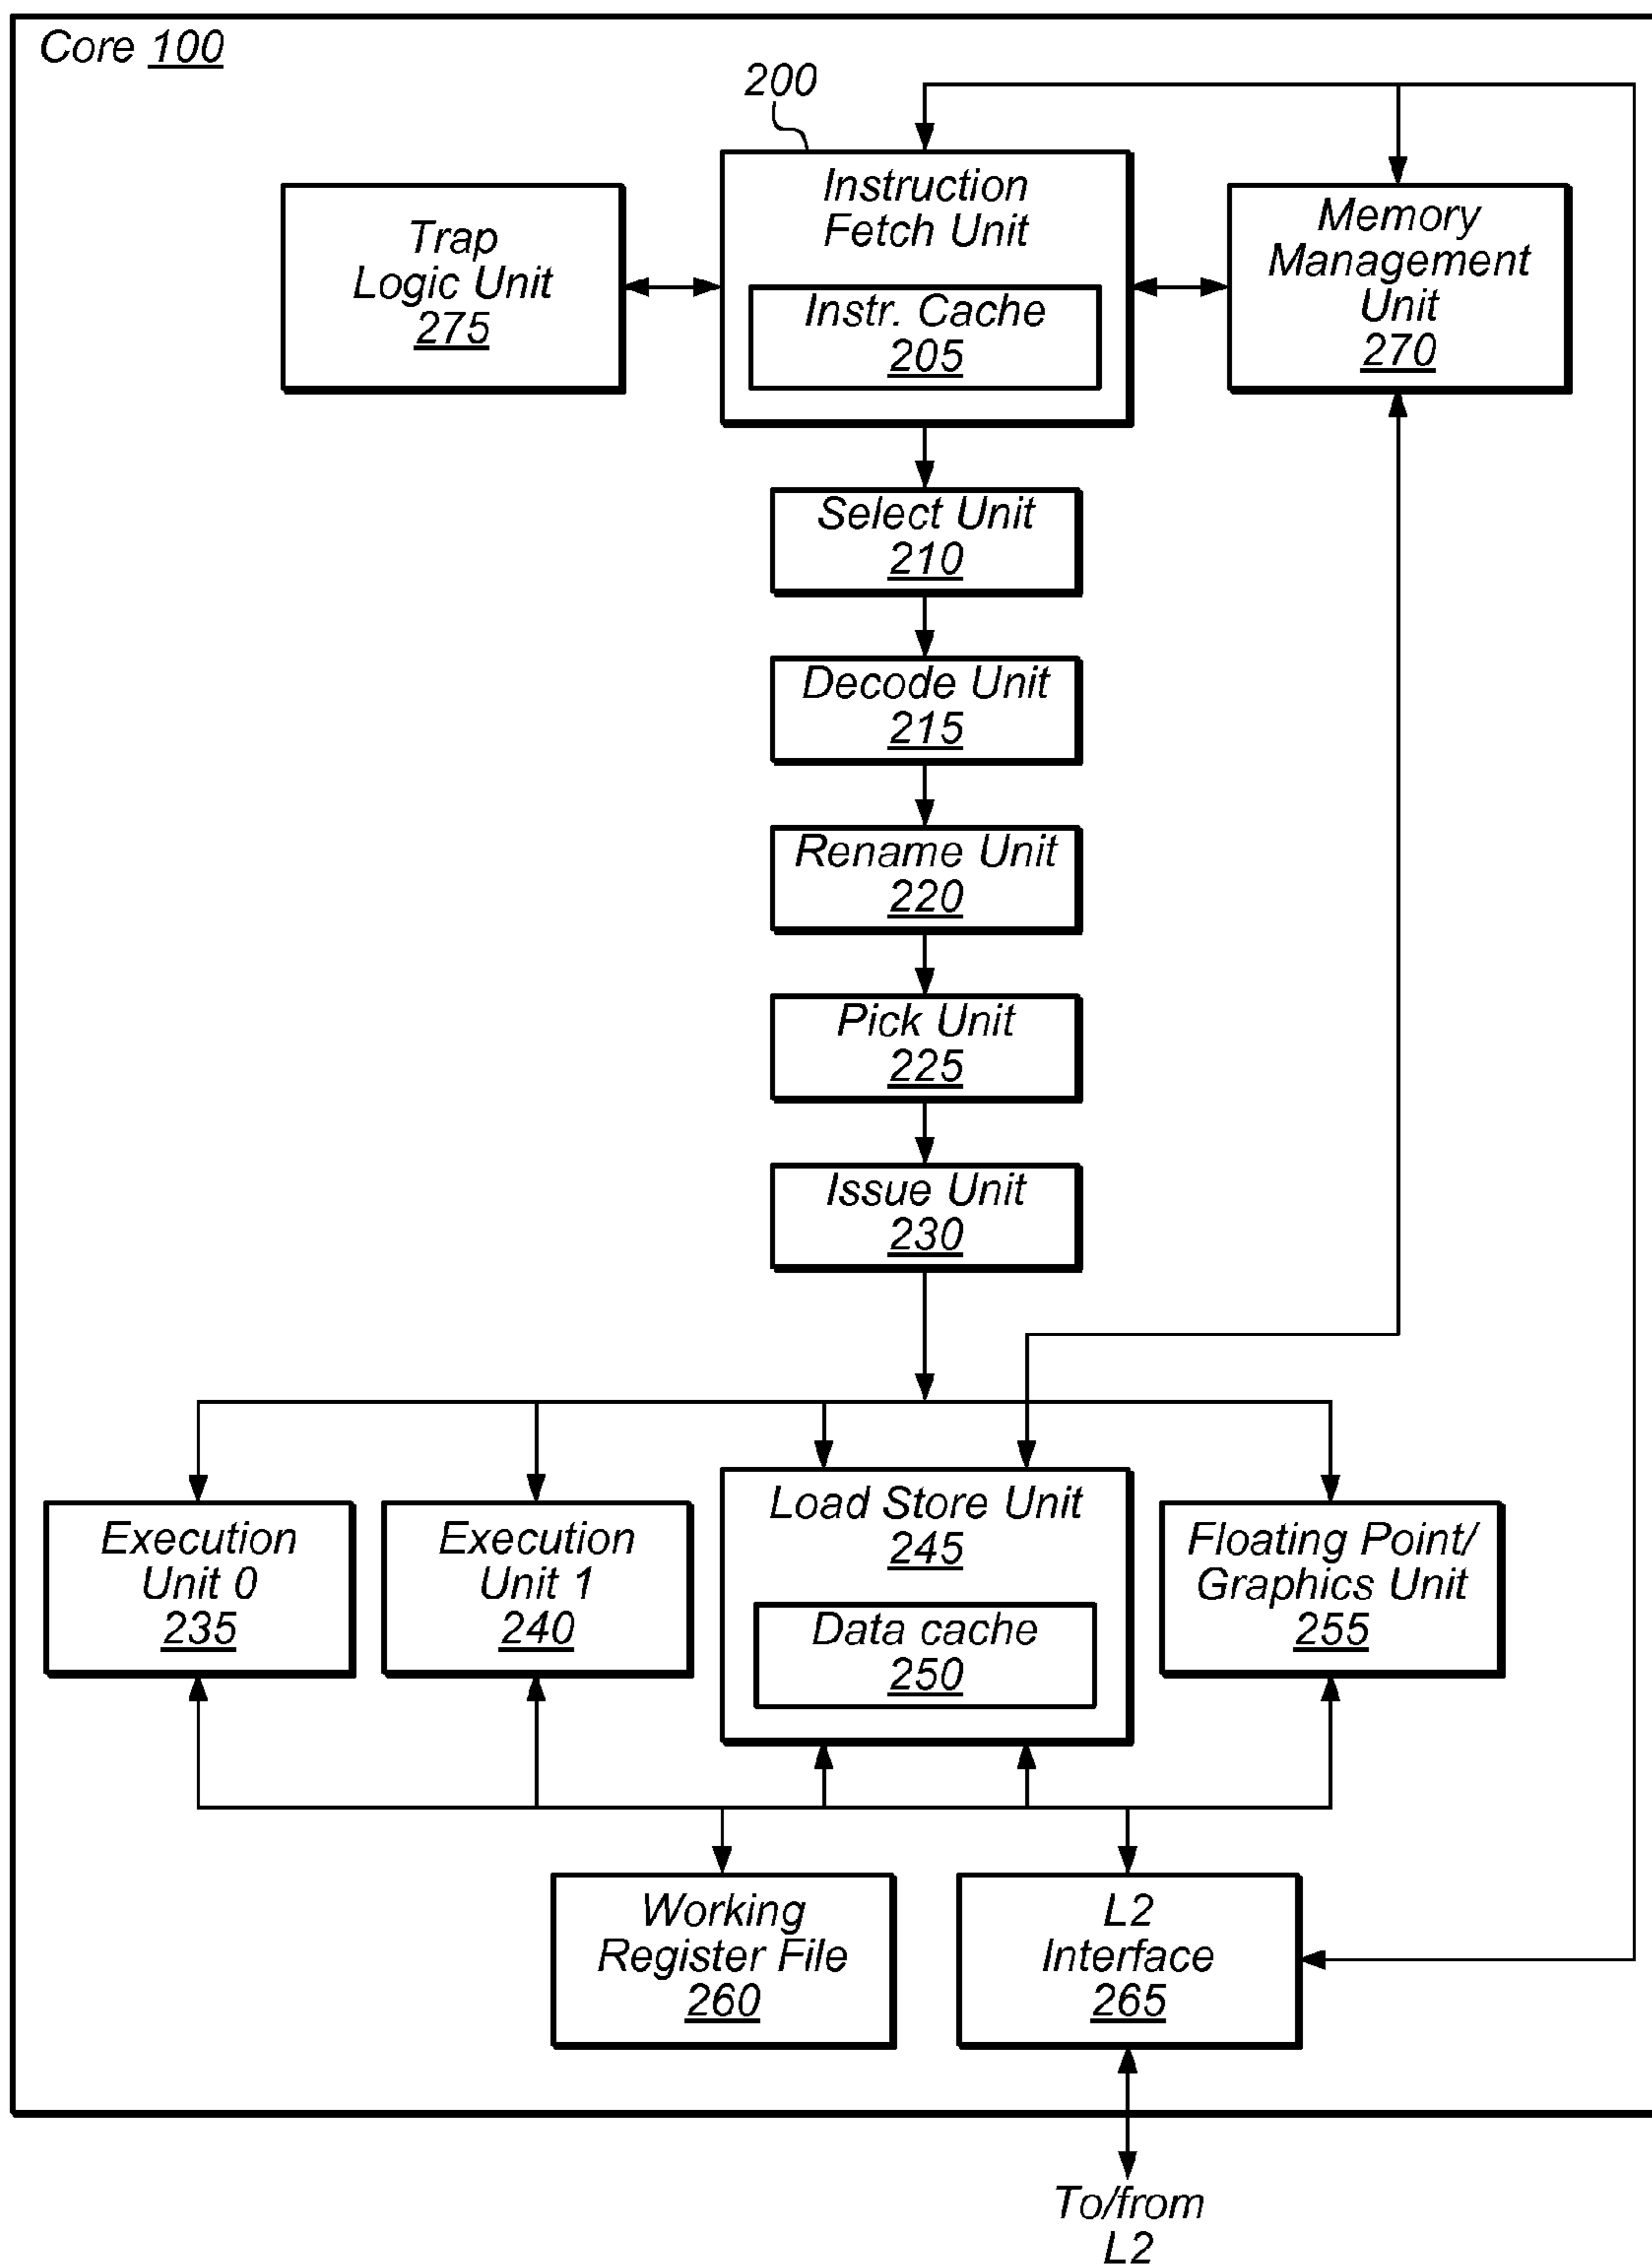 Core 100
200
Instruction
Fetch Unit
Instr. Cache
205
Trap
Logic Unit
275
Memory
Management
Unit
270
Select Unit
210
Decode Unit
215
Rename Unit
220
Pick Unit
225
Issue Unit
230
Execution
Unit 0
235
Execution
Unit 1
240
Load Store Unit
245
Data cache
250
Floating Point/
Graphics Unit
255
Working
Register File
260
L2
Interface
265
To/from
L2